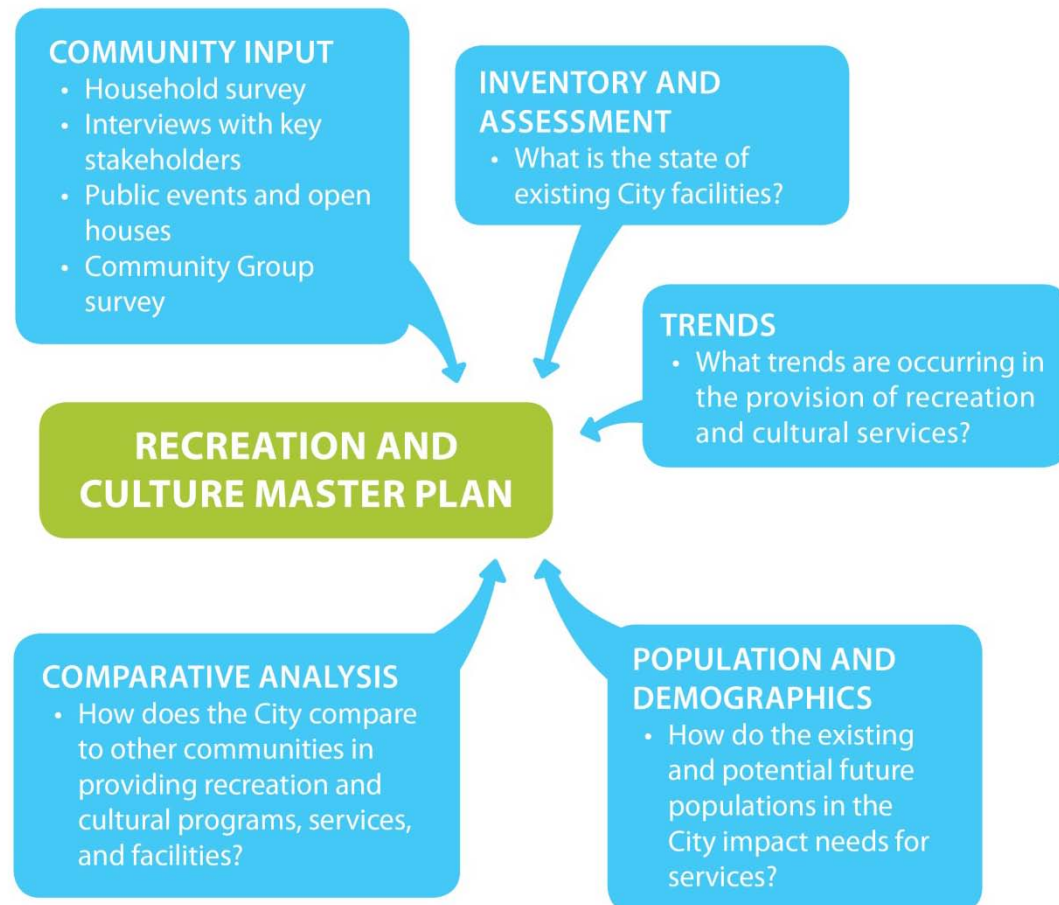 COMMUNITY INPUT
• Household survey
• Interviews with key
stakeholders
• Public events and open
houses
• Community Group
survey
INVENTORY AND
ASSESSMENT
• What is the state of
existing City facilities?
TRENDS
• What trends are occurring in
the provision of recreation
and cultural services?
RECREATION AND
CULTURE MASTER PLAN
COMPARATIVE ANALYSIS
• How does the City compare
to other communities in
providing recreation and
cultural programs, services,
and facilities?
POPULATION AND
DEMOGRAPHICS
• How do the existing
and potential future
populations in the
City impact needs for
services?